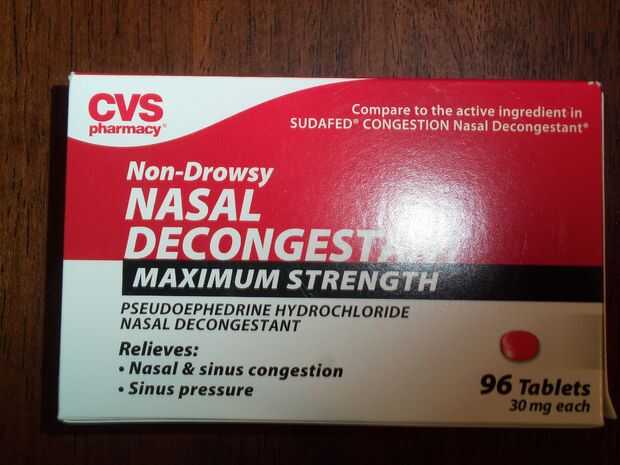 CVS
pharmacy®
Compare to the active ingredient in
SUDAFED® CONGESTION Nasal Decongestant*
Non-Drowsy
NASAL
DECONGESTANT
MAXIMUM STRENGTH
PSEUDOEPHEDRINE HYDROCHLORIDE
NASAL DECONGESTANT
Relieves:
• Nasal & sinus congestion
• Sinus pressure
96 Tablets
30 mg each